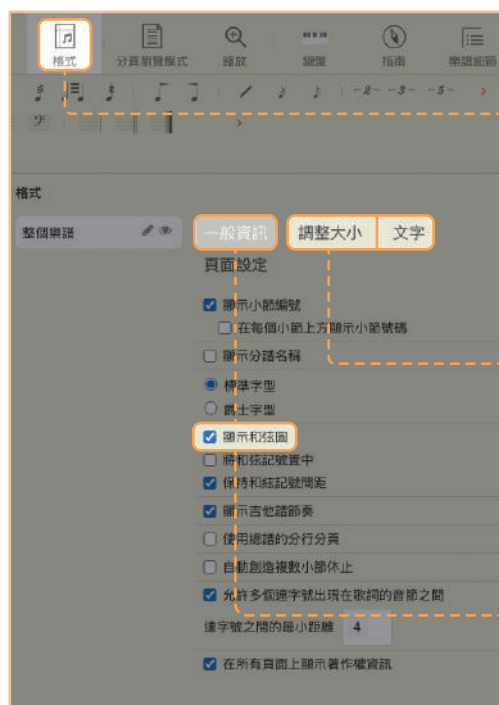 格式
分頁瀏覽模式
縮放
鍵盤
指南
樂譜細節
-2- -3- -5-
格式
整個樂譜
一般資訊
調整大小
文字
頁面設定
顯示小節編號
在每個小節上方顯示小節號碼
顯示分譜名稱
標準字型
爵士字型
顯示和弦圖
將和弦記號置中
保持和絃記號間距
顯示吉他譜節奏
使用總譜的分行分頁
自動創造複數小節休止
允許多個連字號出現在歌詞的音節之間
連字號之間的最小距離 4
在所有頁面上顯示著作權資訊